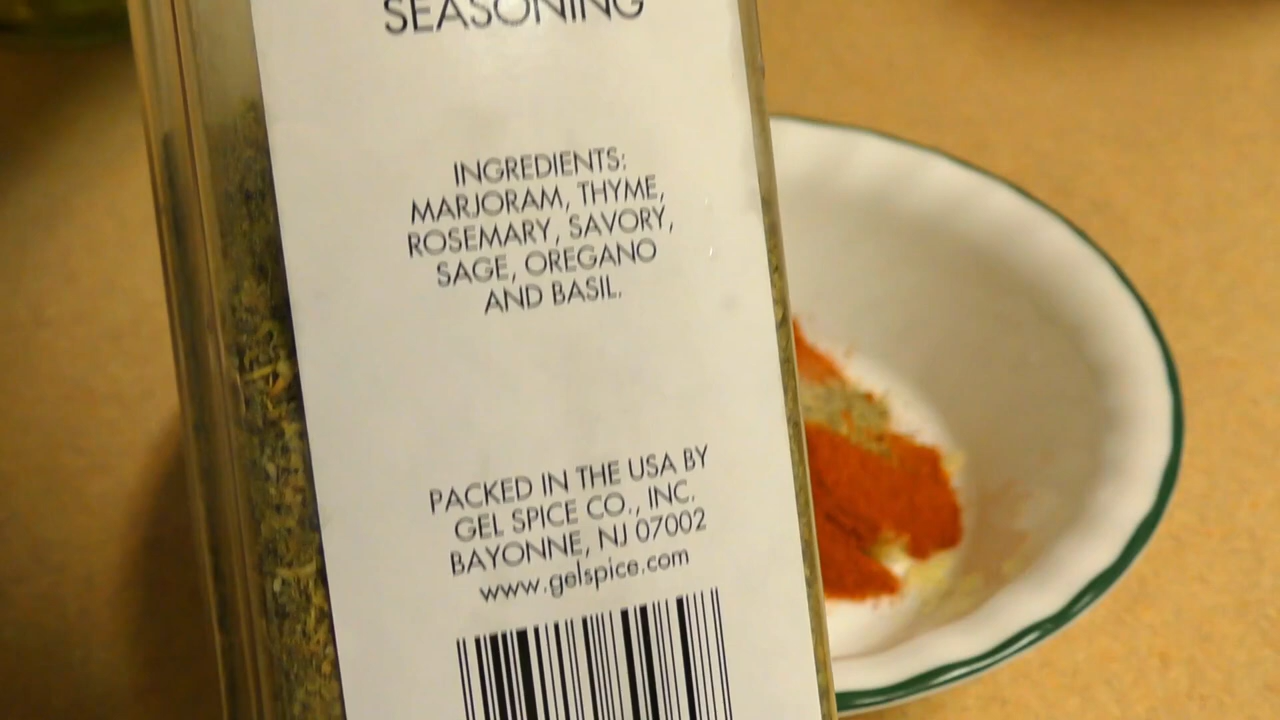 SEASONING
INGREDIENTS:
MARJORAM, THYME,
ROSEMARY, SAVORY,
SAGE, OREGANO
AND BASIL.
PACKED IN THE USA BY
GEL SPICE CO., INC.
BAYONNE, NJ 07002
www.gelspice.com